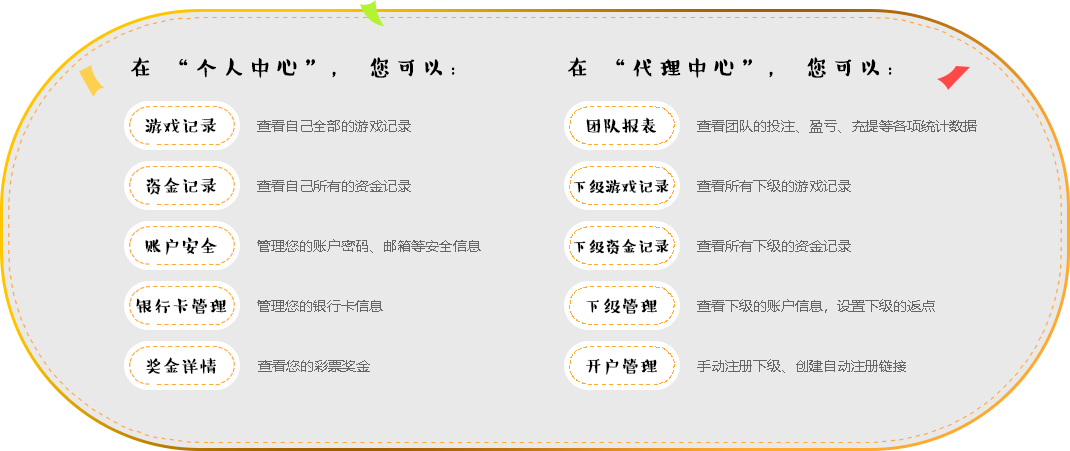 在“个人中心”，您可以：
游戏记录 查看自己全部的游戏记录
资金记录 查看自己所有的资金记录
账户安全 管理您的账户密码、邮箱等安全信息
银行卡管理 管理您的银行卡信息
奖金详情 查看您的彩票奖金
在“代理中心”，您可以：
团队报表 查看团队的投注、盈亏、充提等各项统计数据
下级游戏记录 查看所有下级的游戏记录
下级资金记录 查看所有下级的资金记录
下级管理 查看下级的账户信息，设置下级的返点
开户管理 手动注册下级、创建自动注册链接